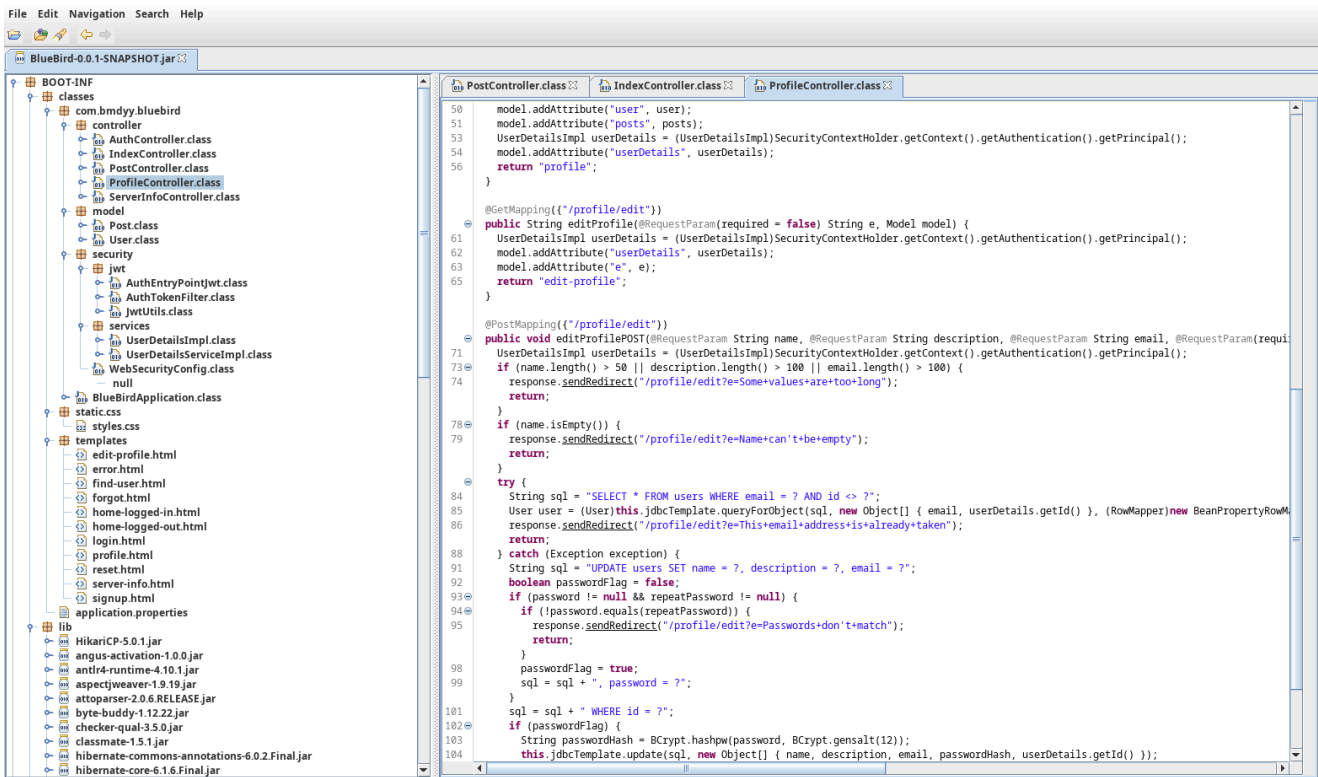 File Edit Navigation Search Help
BlueBird-0.0.1-SNAPSHOT.jar
BOOT-INF
classes
com.bmdyy.bluebird
controller
AuthController.class
IndexController.class
PostController.class
ProfileController.class
ServerInfoController.class
model
Post.class
User.class
security
jwt
AuthEntryPointJwt.class
AuthTokenFilter.class
JwtUtils.class
services
UserDetailsImpl.class
UserDetailsServiceImpl.class
WebSecurityConfig.class
null
BlueBirdApplication.class
static.css
styles.css
templates
edit-profile.html
error.html
find-user.html
forgot.html
home-logged-in.html
home-logged-out.html
login.html
profile.html
reset.html
server-info.html
signup.html
application.properties
lib
HikariCP-5.0.1.jar
angus-activation-1.0.0.jar
antlr4-runtime-4.10.1.jar
aspectjweaver-1.9.19.jar
attoparser-2.0.6.RELEASE.jar
byte-buddy-1.12.22.jar
checker-qual-3.5.0.jar
classmate-1.5.1.jar
hibernate-commons-annotations-6.0.2.Final.jar
hibernate-core-6.1.6.Final.jar
PostController.class IndexController.class ProfileController.class
50 model.addAttribute("user", user);
51 model.addAttribute("posts", posts);
53 UserDetailsImpl userDetails = (UserDetailsImpl)SecurityContextHolder.getContext().getAuthentication().getPrincipal();
54 model.addAttribute("userDetails", userDetails);
56 return "profile";
}
@GetMapping({"/profile/edit"})
public String editProfile(@RequestParam(required = false) String e, Model model) {
61 UserDetailsImpl userDetails = (UserDetailsImpl)SecurityContextHolder.getContext().getAuthentication().getPrincipal();
62 model.addAttribute("userDetails", userDetails);
63 model.addAttribute("e", e);
65 return "edit-profile";
}
@PostMapping({"/profile/edit"})
public void editProfilePOST(@RequestParam String name, @RequestParam String description, @RequestParam String email, @RequestParam(requi
71 UserDetailsImpl userDetails = (UserDetailsImpl)SecurityContextHolder.getContext().getAuthentication().getPrincipal();
73 if (name.length() > 50 || description.length() > 100 || email.length() > 100) {
74 response.sendRedirect("/profile/edit?e=Some+values+are+too+long");
return;
}
78 if (name.isEmpty()) {
79 response.sendRedirect("/profile/edit?e=Name+can't+be+empty");
return;
}
try {
84 String sql = "SELECT * FROM users WHERE email = ? AND id <> ?";
85 User user = (User)this.jdbcTemplate.queryForObject(sql, new Object[] { email, userDetails.getId() }, (RowMapper)new BeanPropertyRowMa
86 response.sendRedirect("/profile/edit?e=This+email+address+is+already+taken");
return;
88 } catch (Exception exception) {
91 String sql = "UPDATE users SET name = ?, description = ?, email = ?";
92 boolean passwordFlag = false;
93 if (password != null && repeatPassword != null) {
94 if (!password.equals(repeatPassword)) {
95 response.sendRedirect("/profile/edit?e=Passwords+don't+match");
return;
}
98 passwordFlag = true;
99 sql = sql + ", password = ?";
}
101 sql = sql + " WHERE id = ?";
102 if (passwordFlag) {
103 String passwordHash = BCrypt.hashpw(password, BCrypt.gensalt(12));
104 this.jdbcTemplate.update(sql, new Object[] { name, description, email, passwordHash, userDetails.getId() });